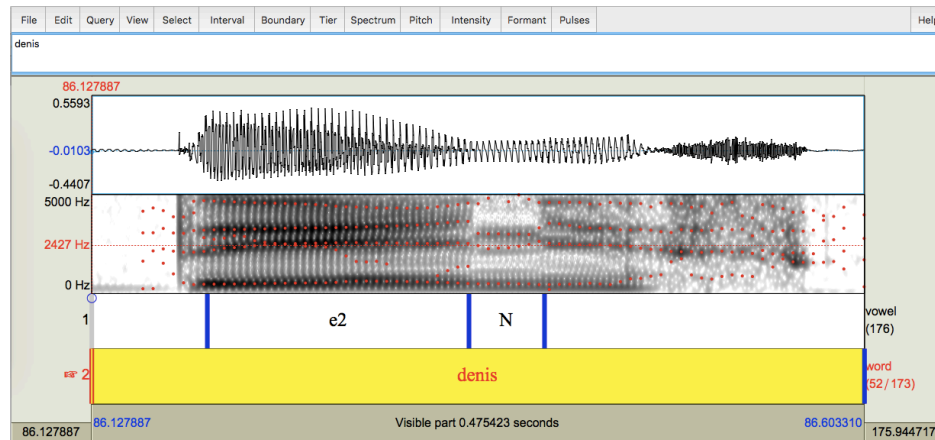 File Edit Query View Select Interval Boundary Tier Spectrum Pitch Intensity Formant Pulses Help
denis
86.127887
0.5593
-0.0103
-0.4407
5000 Hz
2427 Hz
0 Hz
1 e2 N vowel
(176)
2 denis word
(52/173)
86.127887 86.127887 Visible part 0.475423 seconds 86.603310 175.944717